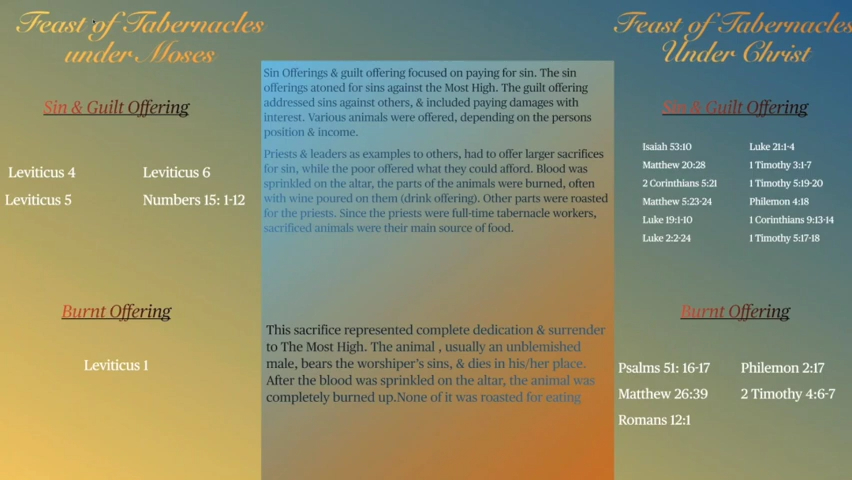 Feast of Tabernacles
under Moses
Sin & Guilt Offering
Leviticus 4
Leviticus 6
Leviticus 5
Numbers 15: 1-12
Burnt Offering
Leviticus 1
Sin Offerings & guilt offering focused on paying for sin. The sin
offerings atoned for sins against the Most High. The guilt offering
addressed sins against others, & included paying damages with
interest. Various animals were offered, depending on the persons
position & income.
Priests & leaders as examples to others, had to offer larger sacrifices
for sin, while the poor offered what they could afford. Blood was
sprinkled on the altar, the parts of the animals were burned, often
with wine poured on them (drink offering). Other parts were roasted
for the priests. Since the priests were full-time tabernacle workers,
sacrificed animals were their main source of food.
This sacrifice represented complete dedication & surrender
to The Most High. The animal , usually an unblemished
male, bears the worshiper's sins, & dies in his/her place.
After the blood was sprinkled on the altar, the animal was
completely burned up.None of it was roasted for eating
Feast of Tabernacles
Under Christ
Sin & Guilt Offering
Isaiah 53:10
Luke 21:1-4
Matthew 20:28
1 Timothy 3:1-7
2 Corinthians 5:21
1 Timothy 5:19-20
Matthew 5:23-24
Philemon 4:18
Luke 19:1-10
1 Corinthians 9:13-14
Luke 2:2-24
1 Timothy 5:17-18
Burnt Offering
Psalms 51: 16-17
Philemon 2:17
Matthew 26:39
2 Timothy 4:6-7
Romans 12:1